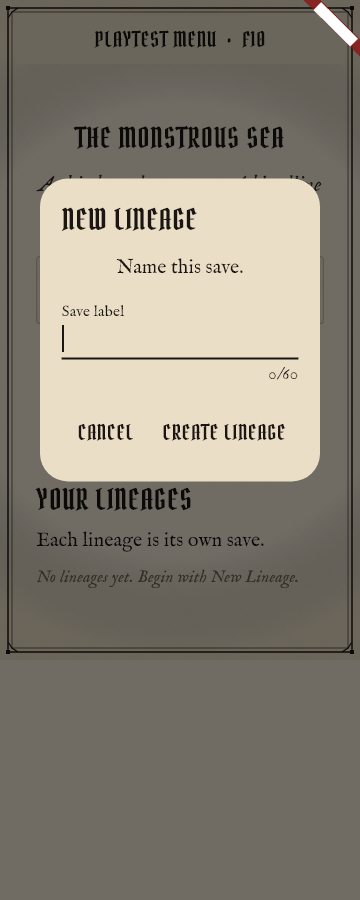 PLAYTEST MENU · F10
THE MONSTROUS SEA
NEW LINEAGE
Name this save.
Save label
0/60
CANCEL
CREATE LINEAGE
YOUR LINEAGES
Each lineage is its own save.
No lineages yet. Begin with New Lineage.